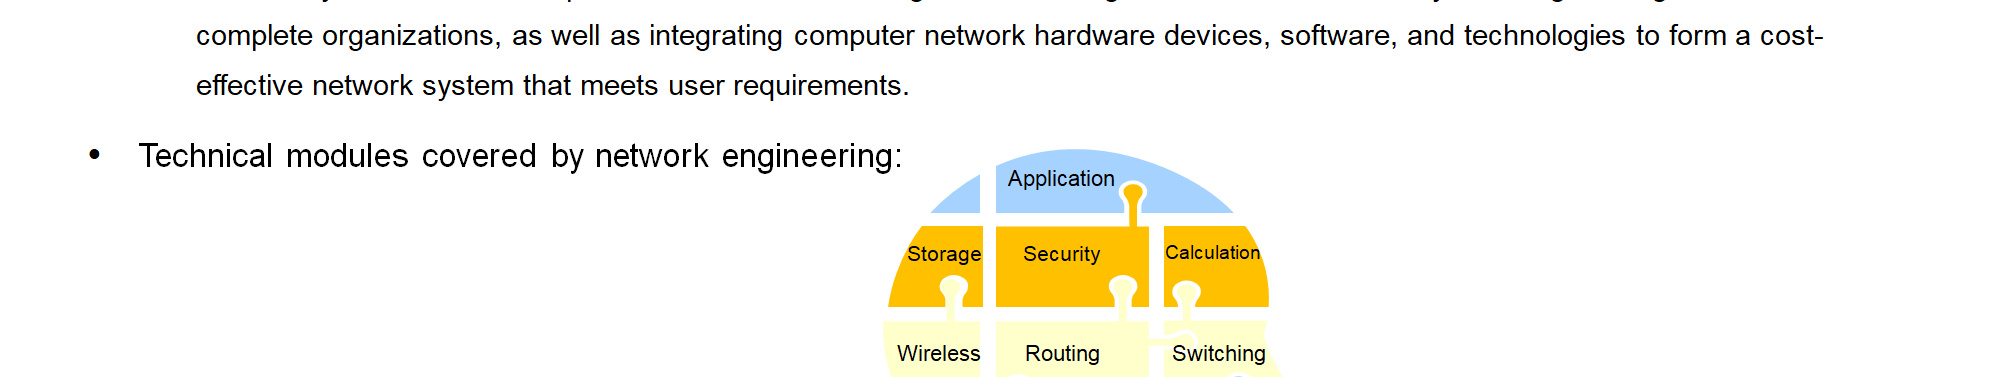 complete organizations, as well as integrating computer network hardware devices, software, and technologies to form a cost-
effective network system that meets user requirements.
• Technical modules covered by network engineering:
Application
Storage Security Calculation
Wireless Routing Switching